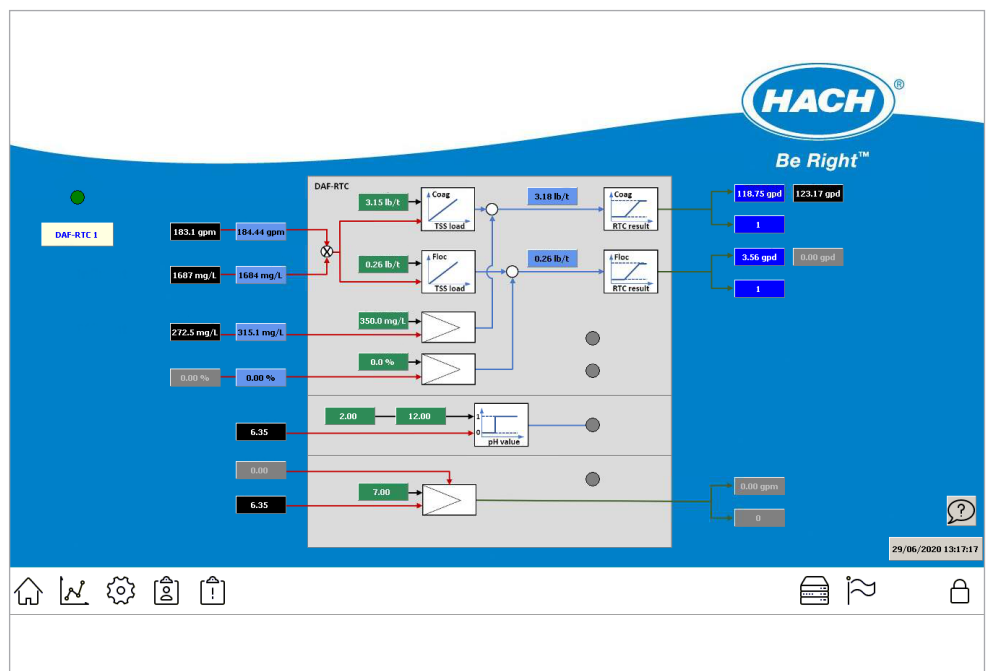 HACH
®
Be Right™
DAF-RTC 1
DAF-RTC
183.1 gpm
184.44 gpm
1687 mg/L
1684 mg/L
272.5 mg/L
315.1 mg/L
0.00 %
0.00 %
6.35
0.00
6.35
3.15 lb/t
Coag
TSS load
3.18 lb/t
Coag
RTC result
118.75 gpd
123.17 gpd
1
X
0.26 lb/t
Floc
TSS load
0.26 lb/t
Floc
RTC result
3.56 gpd
0.00 gpd
1
350.0 mg/L
0.0 %
2.00
12.00
1
0
pH value
7.00
0.00 gpm
0
?
29/06/2020 13:17:17
!